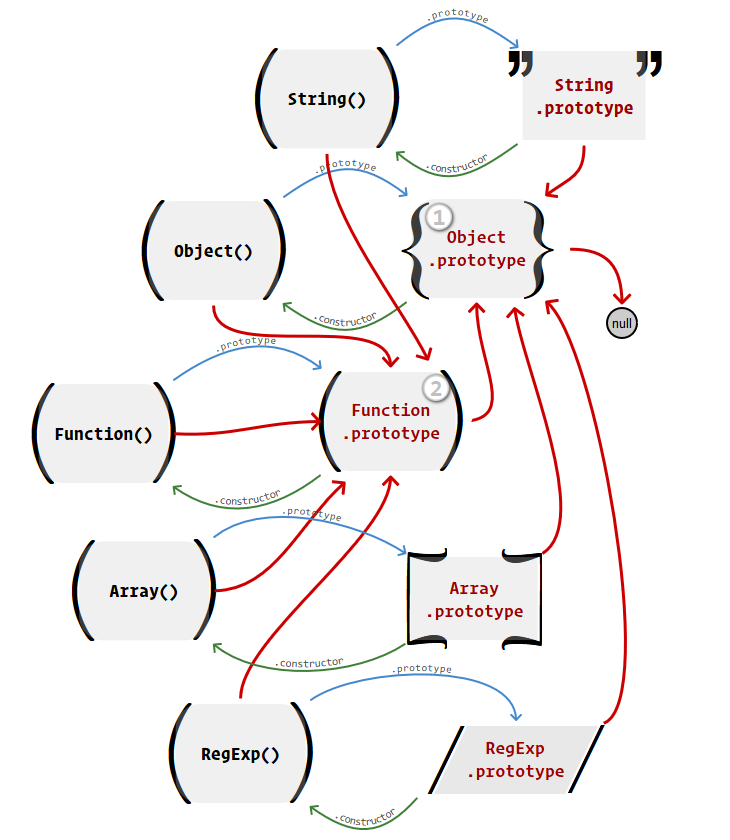 .prototype
String()
String
.prototype
.constructor
.prototype
Object()
1
Object
.prototype
.constructor
null
.prototype
Function()
2
Function
.prototype
.constructor
.prototype
Array()
Array
.prototype
.constructor
.prototype
RegExp()
RegExp
.prototype
.constructor